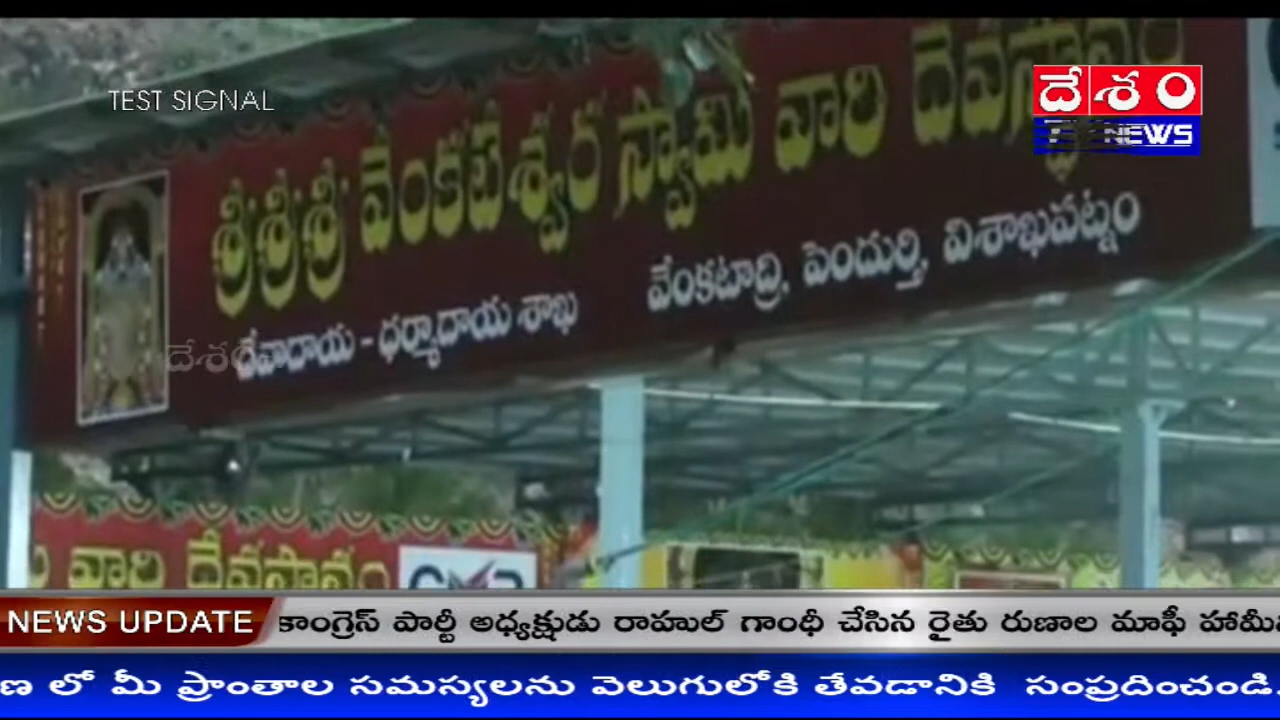 TEST SIGNAL
దేశం
NEWS
శ్రీశ్రీశ్రీ వేంకటేశ్వర స్వామి వారి దేవస్థానం
దేవాదాయ - ధర్మాదాయ శాఖ
వేంకటాద్రి, పెందుర్తి, విశాఖపట్నం
దేశం
వారి దేవస్థానం
NEWS UPDATE
కాంగ్రెస్ పార్టీ అధ్యక్షుడు రాహుల్ గాంధీ చేసిన రైతు రుణాల మాఫీ
ణ లో మీ ప్రాంతాల సమస్యలను వెలుగులోకి తేవడానికి సంప్రదించండి.